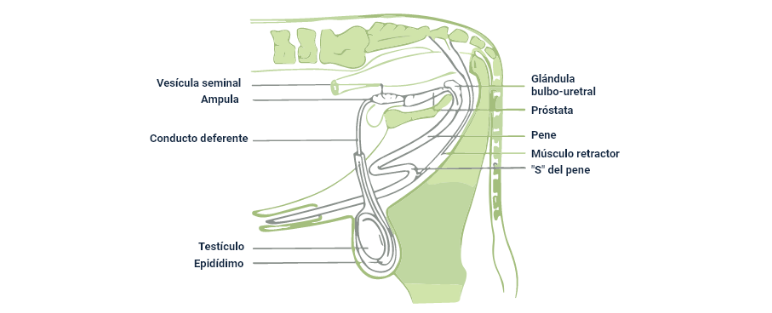 Vesícula seminal
Ampula
Conducto deferente
Testículo
Epidídimo
Glándula
bulbo-uretral
Próstata
Pene
Músculo retractor
"S" del pene